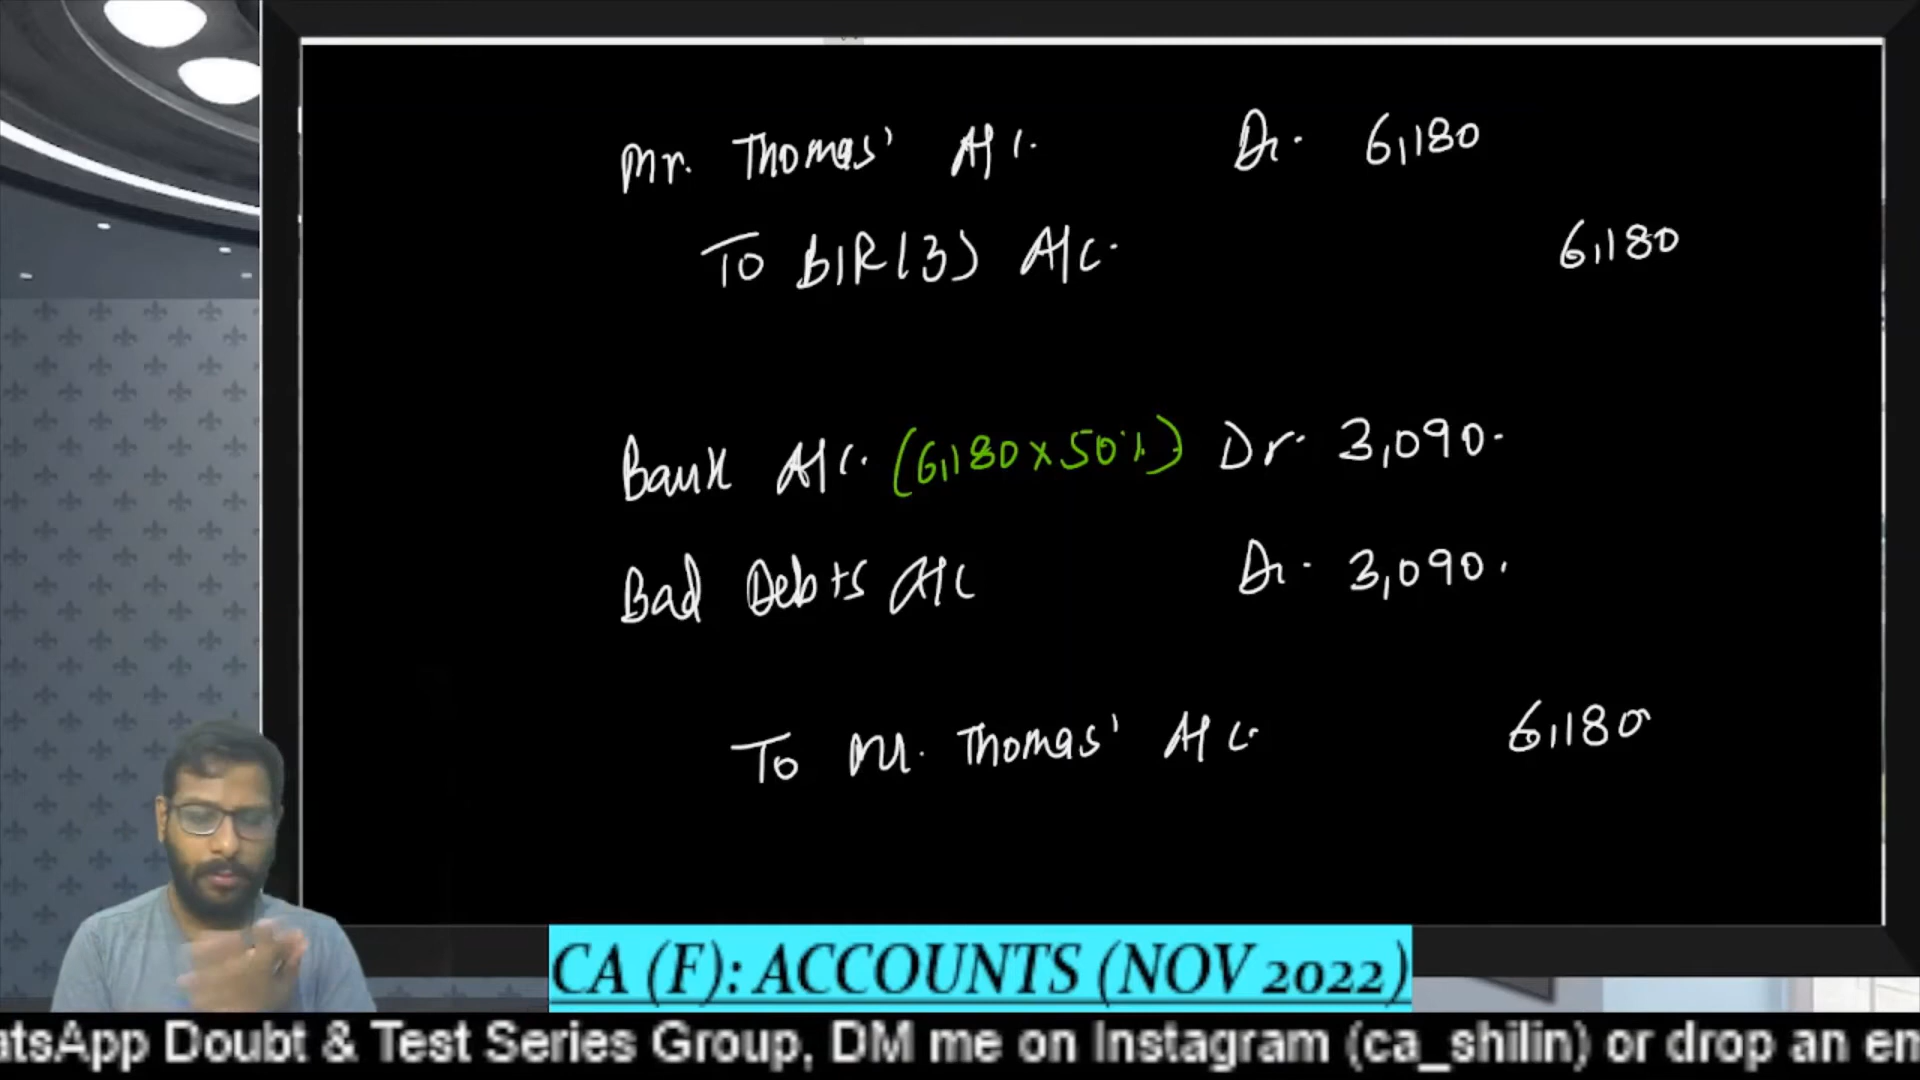 Mr. Thomas' A/c. Dr. 6,180
To B/R (3) A/c. 6,180
Bank A/c. (6,180 x 50%) Dr. 3,090.
Bad Debts A/c Dr. 3,090.
To Mr. Thomas' A/c. 6,180
CA (F): ACCOUNTS (NOV 2022)
atsApp Doubt & Test Series Group, DM me on Instagram (ca_shilin) or drop an em